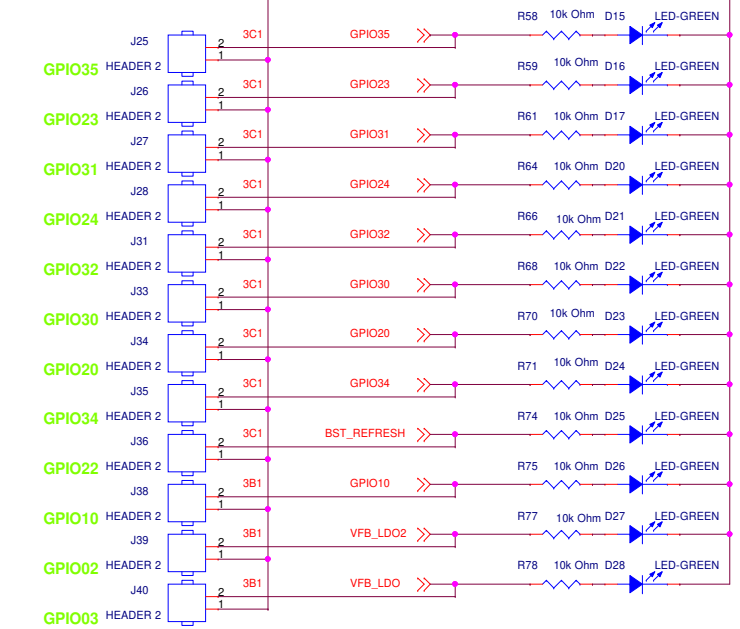 R58 10k Ohm D15 LED-GREEN
J25 3C1 GPIO35
2
1
GPIO35 HEADER 2
R59 10k Ohm D16 LED-GREEN
J26 3C1 GPIO23
2
1
GPIO23 HEADER 2
R61 10k Ohm D17 LED-GREEN
J27 3C1 GPIO31
2
1
GPIO31 HEADER 2
R64 10k Ohm D20 LED-GREEN
J28 3C1 GPIO24
2
1
GPIO24 HEADER 2
R66 10k Ohm D21 LED-GREEN
J31 3C1 GPIO32
2
1
GPIO32 HEADER 2
R68 10k Ohm D22 LED-GREEN
J33 3C1 GPIO30
2
1
GPIO30 HEADER 2
R70 10k Ohm D23 LED-GREEN
J34 3C1 GPIO20
2
1
GPIO20 HEADER 2
R71 10k Ohm D24 LED-GREEN
J35 3C1 GPIO34
2
1
GPIO34 HEADER 2
R74 10k Ohm D25 LED-GREEN
J36 3C1 BST_REFRESH
2
1
GPIO22 HEADER 2
R75 10k Ohm D26 LED-GREEN
J38 3B1 GPIO10
2
1
GPIO10 HEADER 2
R77 10k Ohm D27 LED-GREEN
J39 3B1 VFB_LDO2
2
1
GPIO02 HEADER 2
R78 10k Ohm D28 LED-GREEN
J40 3B1 VFB_LDO
2
1
GPIO03 HEADER 2